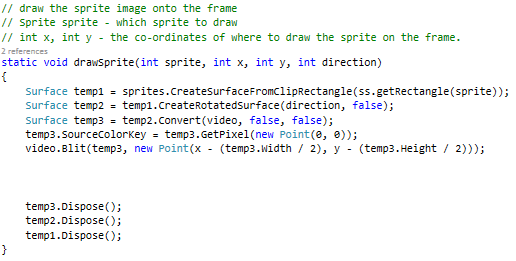 // draw the sprite image onto the frame
// Sprite sprite - which sprite to draw
// int x, int y - the co-ordinates of where to draw the sprite on the frame.
2 references
static void drawSprite(int sprite, int x, int y, int direction)
{
    Surface temp1 = sprites.CreateSurfaceFromClipRectangle(ss.getRectangle(sprite));
    Surface temp2 = temp1.CreateRotatedSurface(direction, false);
    Surface temp3 = temp2.Convert(video, false, false);
    temp3.SourceColorKey = temp3.GetPixel(new Point(0, 0));
    video.Blit(temp3, new Point(x - (temp3.Width / 2), y - (temp3.Height / 2)));
    temp3.Dispose();
    temp2.Dispose();
    temp1.Dispose();
}